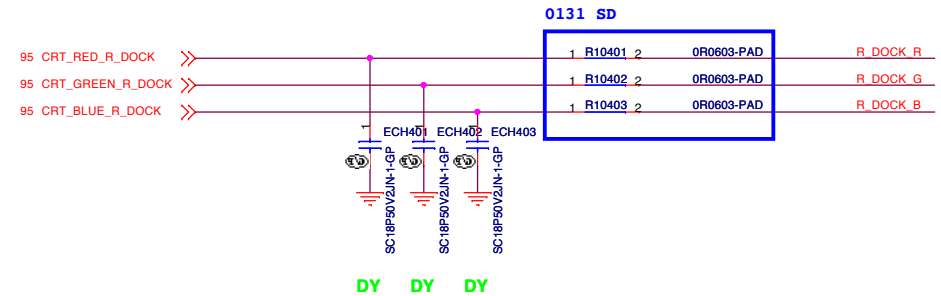 0131 SD
95 CRT_RED_R_DOCK 1 R10401 2 0R0603-PAD R_DOCK_R
95 CRT_GREEN_R_DOCK 1 R10402 2 0R0603-PAD R_DOCK_G
95 CRT_BLUE_R_DOCK 1 R10403 2 0R0603-PAD R_DOCK_B
1 ECH401 1 ECH402 1 ECH403
SC18P50V2JN-1-GP
SC18P50V2JN-1-GP
SC18P50V2JN-1-GP
DY DY DY